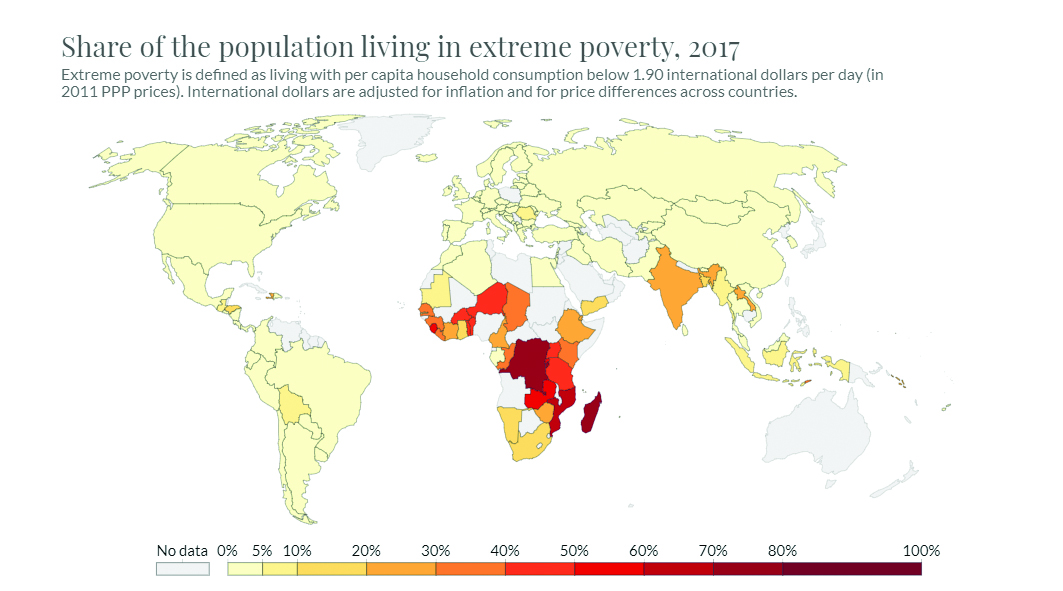 Share of the population living in extreme poverty, 2017
Extreme poverty is defined as living with per capita household consumption below 1.90 international dollars per day (in
2011 PPP prices). International dollars are adjusted for inflation and for price differences across countries.
No data 0% 5% 10% 20% 30% 40% 50% 60% 70% 80% 100%